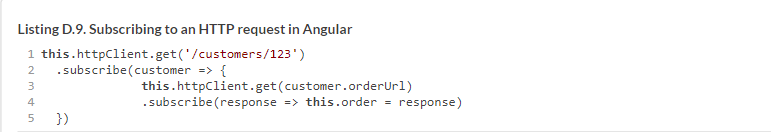 Listing D.9. Subscribing to an HTTP request in Angular
1 this.httpClient.get('/customers/123')
2   .subscribe(customer => {
3              this.httpClient.get(customer.orderUrl)
4              .subscribe(response => this.order = response)
5   })